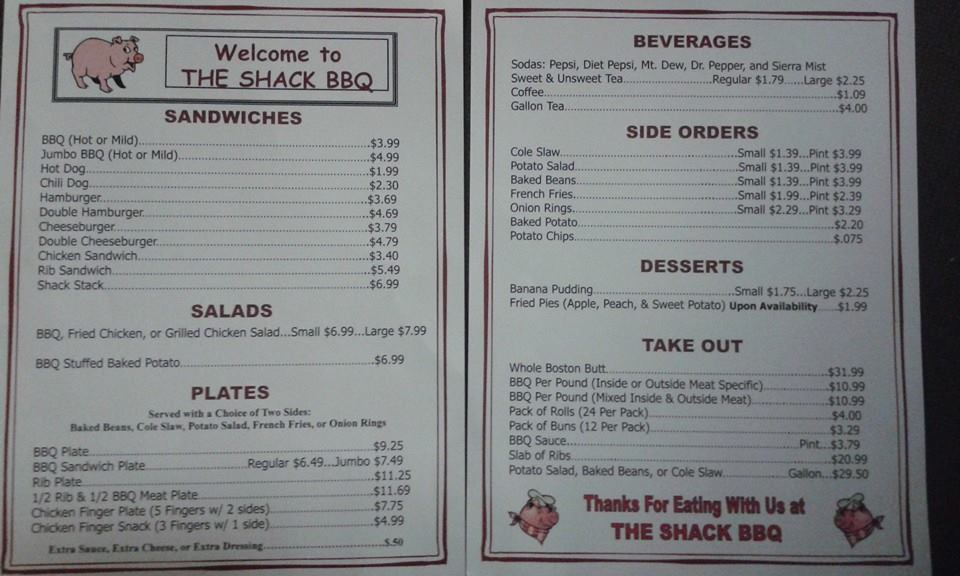 Welcome to
THE SHACK BBQ
SANDWICHES
BBQ (Hot or Mild)...$3.99
Jumbo BBQ (Hot or Mild)...$4.99
Hot Dog...$1.99
Chili Dog...$2.30
Hamburger...$3.69
Double Hamburger...$4.69
Cheeseburger...$3.79
Double Cheeseburger...$4.79
Chicken Sandwich...$3.40
Rib Sandwich...$5.49
Shack Stack...$6.99
SALADS
BBQ, Fried Chicken, or Grilled Chicken Salad...Small $6.99...Large $7.99
BBQ Stuffed Baked Potato...$6.99
PLATES
Served with a Choice of Two Sides:
Baked Beans, Cole Slaw, Potato Salad, French Fries, or Onion Rings
BBQ Plate...$9.25
BBQ Sandwich Plate...Regular $6.49...Jumbo $7.49
Rib Plate...$11.25
1/2 Rib & 1/2 BBQ Meat Plate...$11.69
Chicken Finger Plate (5 Fingers w/ 2 sides)...$7.75
Chicken Finger Snack (3 Fingers w/ 1 side)...$4.99
Extra Sauce, Extra Cheese, or Extra Dressing...$.50
BEVERAGES
Sodas: Pepsi, Diet Pepsi, Mt. Dew, Dr. Pepper, and Sierra Mist
Sweet & Unsweet Tea...Regular $1.79...Large $2.25
Coffee...$1.09
Gallon Tea...$4.00
SIDE ORDERS
Cole Slaw...Small $1.39...Pint $3.99
Potato Salad...Small $1.39...Pint $3.99
Baked Beans...Small $1.39...Pint $3.99
French Fries...Small $1.99...Pint $2.39
Onion Rings...Small $2.29...Pint $3.29
Baked Potato...$2.20
Potato Chips...$.075
DESSERTS
Banana Pudding...Small $1.75...Large $2.25
Fried Pies (Apple, Peach, & Sweet Potato) Upon Availability...$1.99
TAKE OUT
Whole Boston Butt...$31.99
BBQ Per Pound (Inside or Outside Meat Specific)...$10.99
BBQ Per Pound (Mixed Inside & Outside Meat)...$10.99
Pack of Rolls (24 Per Pack)...$4.00
Pack of Buns (12 Per Pack)...$3.29
BBQ Sauce...Pint...$3.79
Slab of Ribs...$20.99
Potato Salad, Baked Beans, or Cole Slaw...Gallon...$29.50
Thanks For Eating With Us at
THE SHACK BBQ